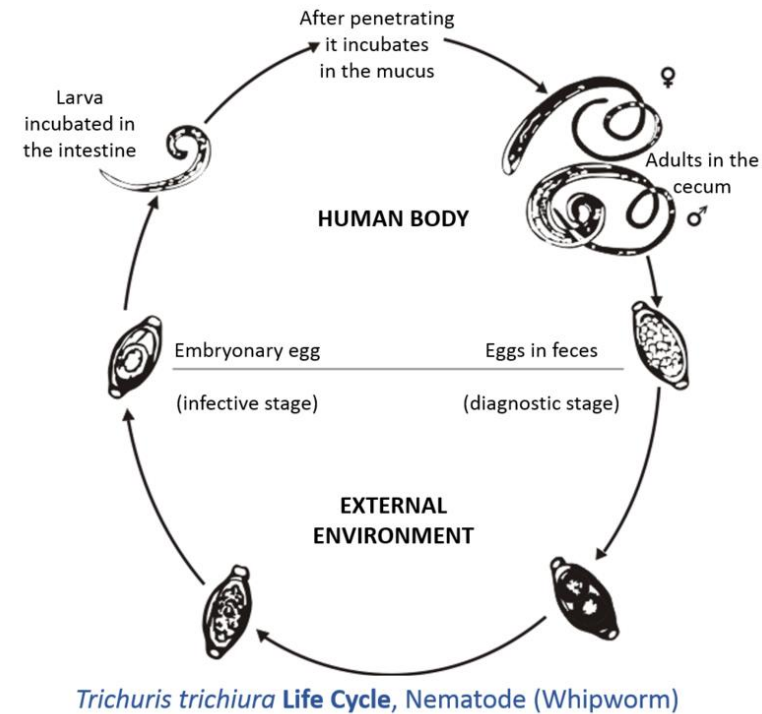 After penetrating
it incubates
in the mucus
♀
Larva
incubated in
the intestine
Adults in the
cecum
♂
HUMAN BODY
Embryonary egg
Eggs in feces
(infective stage)
(diagnostic stage)
EXTERNAL
ENVIRONMENT
Trichuris trichiura Life Cycle, Nematode (Whipworm)